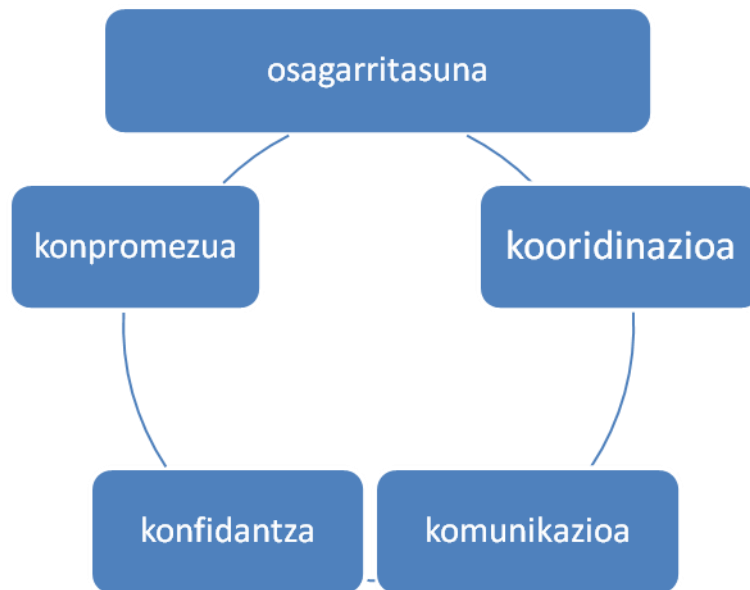 osagarritasuna
konpromezua
kooridinazioa
konfidantza
komunikazioa